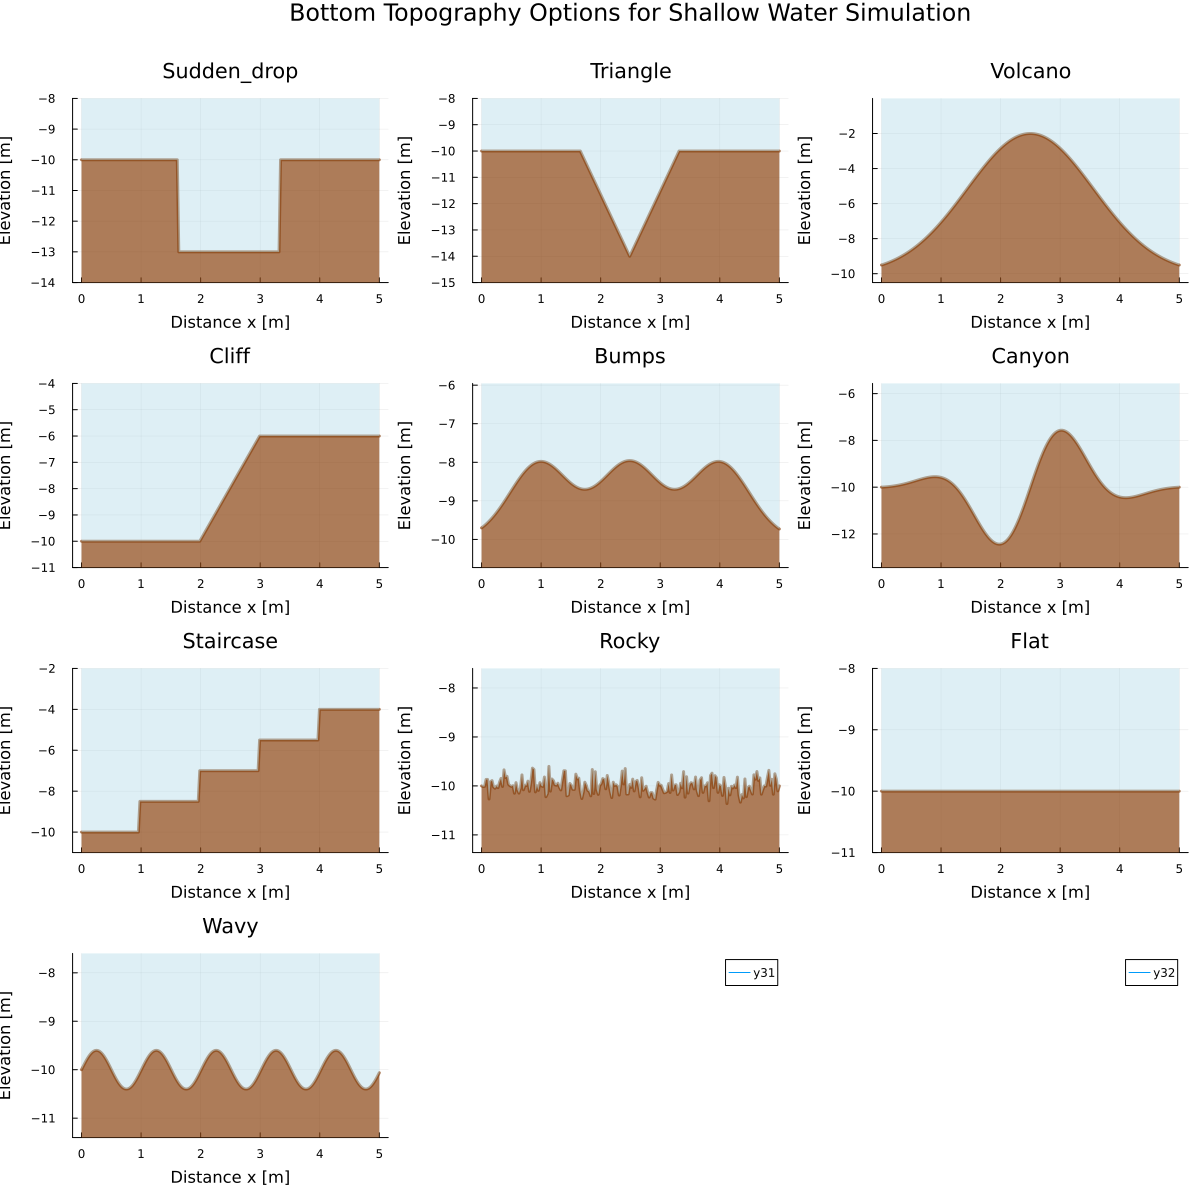 Bottom Topography Options for Shallow Water Simulation
Sudden_drop
Elevation [m]
−8
−9
−10
−11
−12
−13
−14
0 1 2 3 4 5
Distance x [m]
Triangle
Elevation [m]
−8
−9
−10
−11
−12
−13
−14
−15
0 1 2 3 4 5
Distance x [m]
Volcano
Elevation [m]
−2
−4
−6
−8
−10
0 1 2 3 4 5
Distance x [m]
Cliff
Elevation [m]
−4
−5
−6
−7
−8
−9
−10
−11
0 1 2 3 4 5
Distance x [m]
Bumps
Elevation [m]
−6
−7
−8
−9
−10
0 1 2 3 4 5
Distance x [m]
Canyon
Elevation [m]
−6
−8
−10
−12
0 1 2 3 4 5
Distance x [m]
Staircase
Elevation [m]
−2
−4
−6
−8
−10
0 1 2 3 4 5
Distance x [m]
Rocky
Elevation [m]
−8
−9
−10
−11
0 1 2 3 4 5
Distance x [m]
Flat
Elevation [m]
−8
−9
−10
−11
0 1 2 3 4 5
Distance x [m]
Wavy
Elevation [m]
−8
−9
−10
−11
0 1 2 3 4 5
Distance x [m]
y31
y32